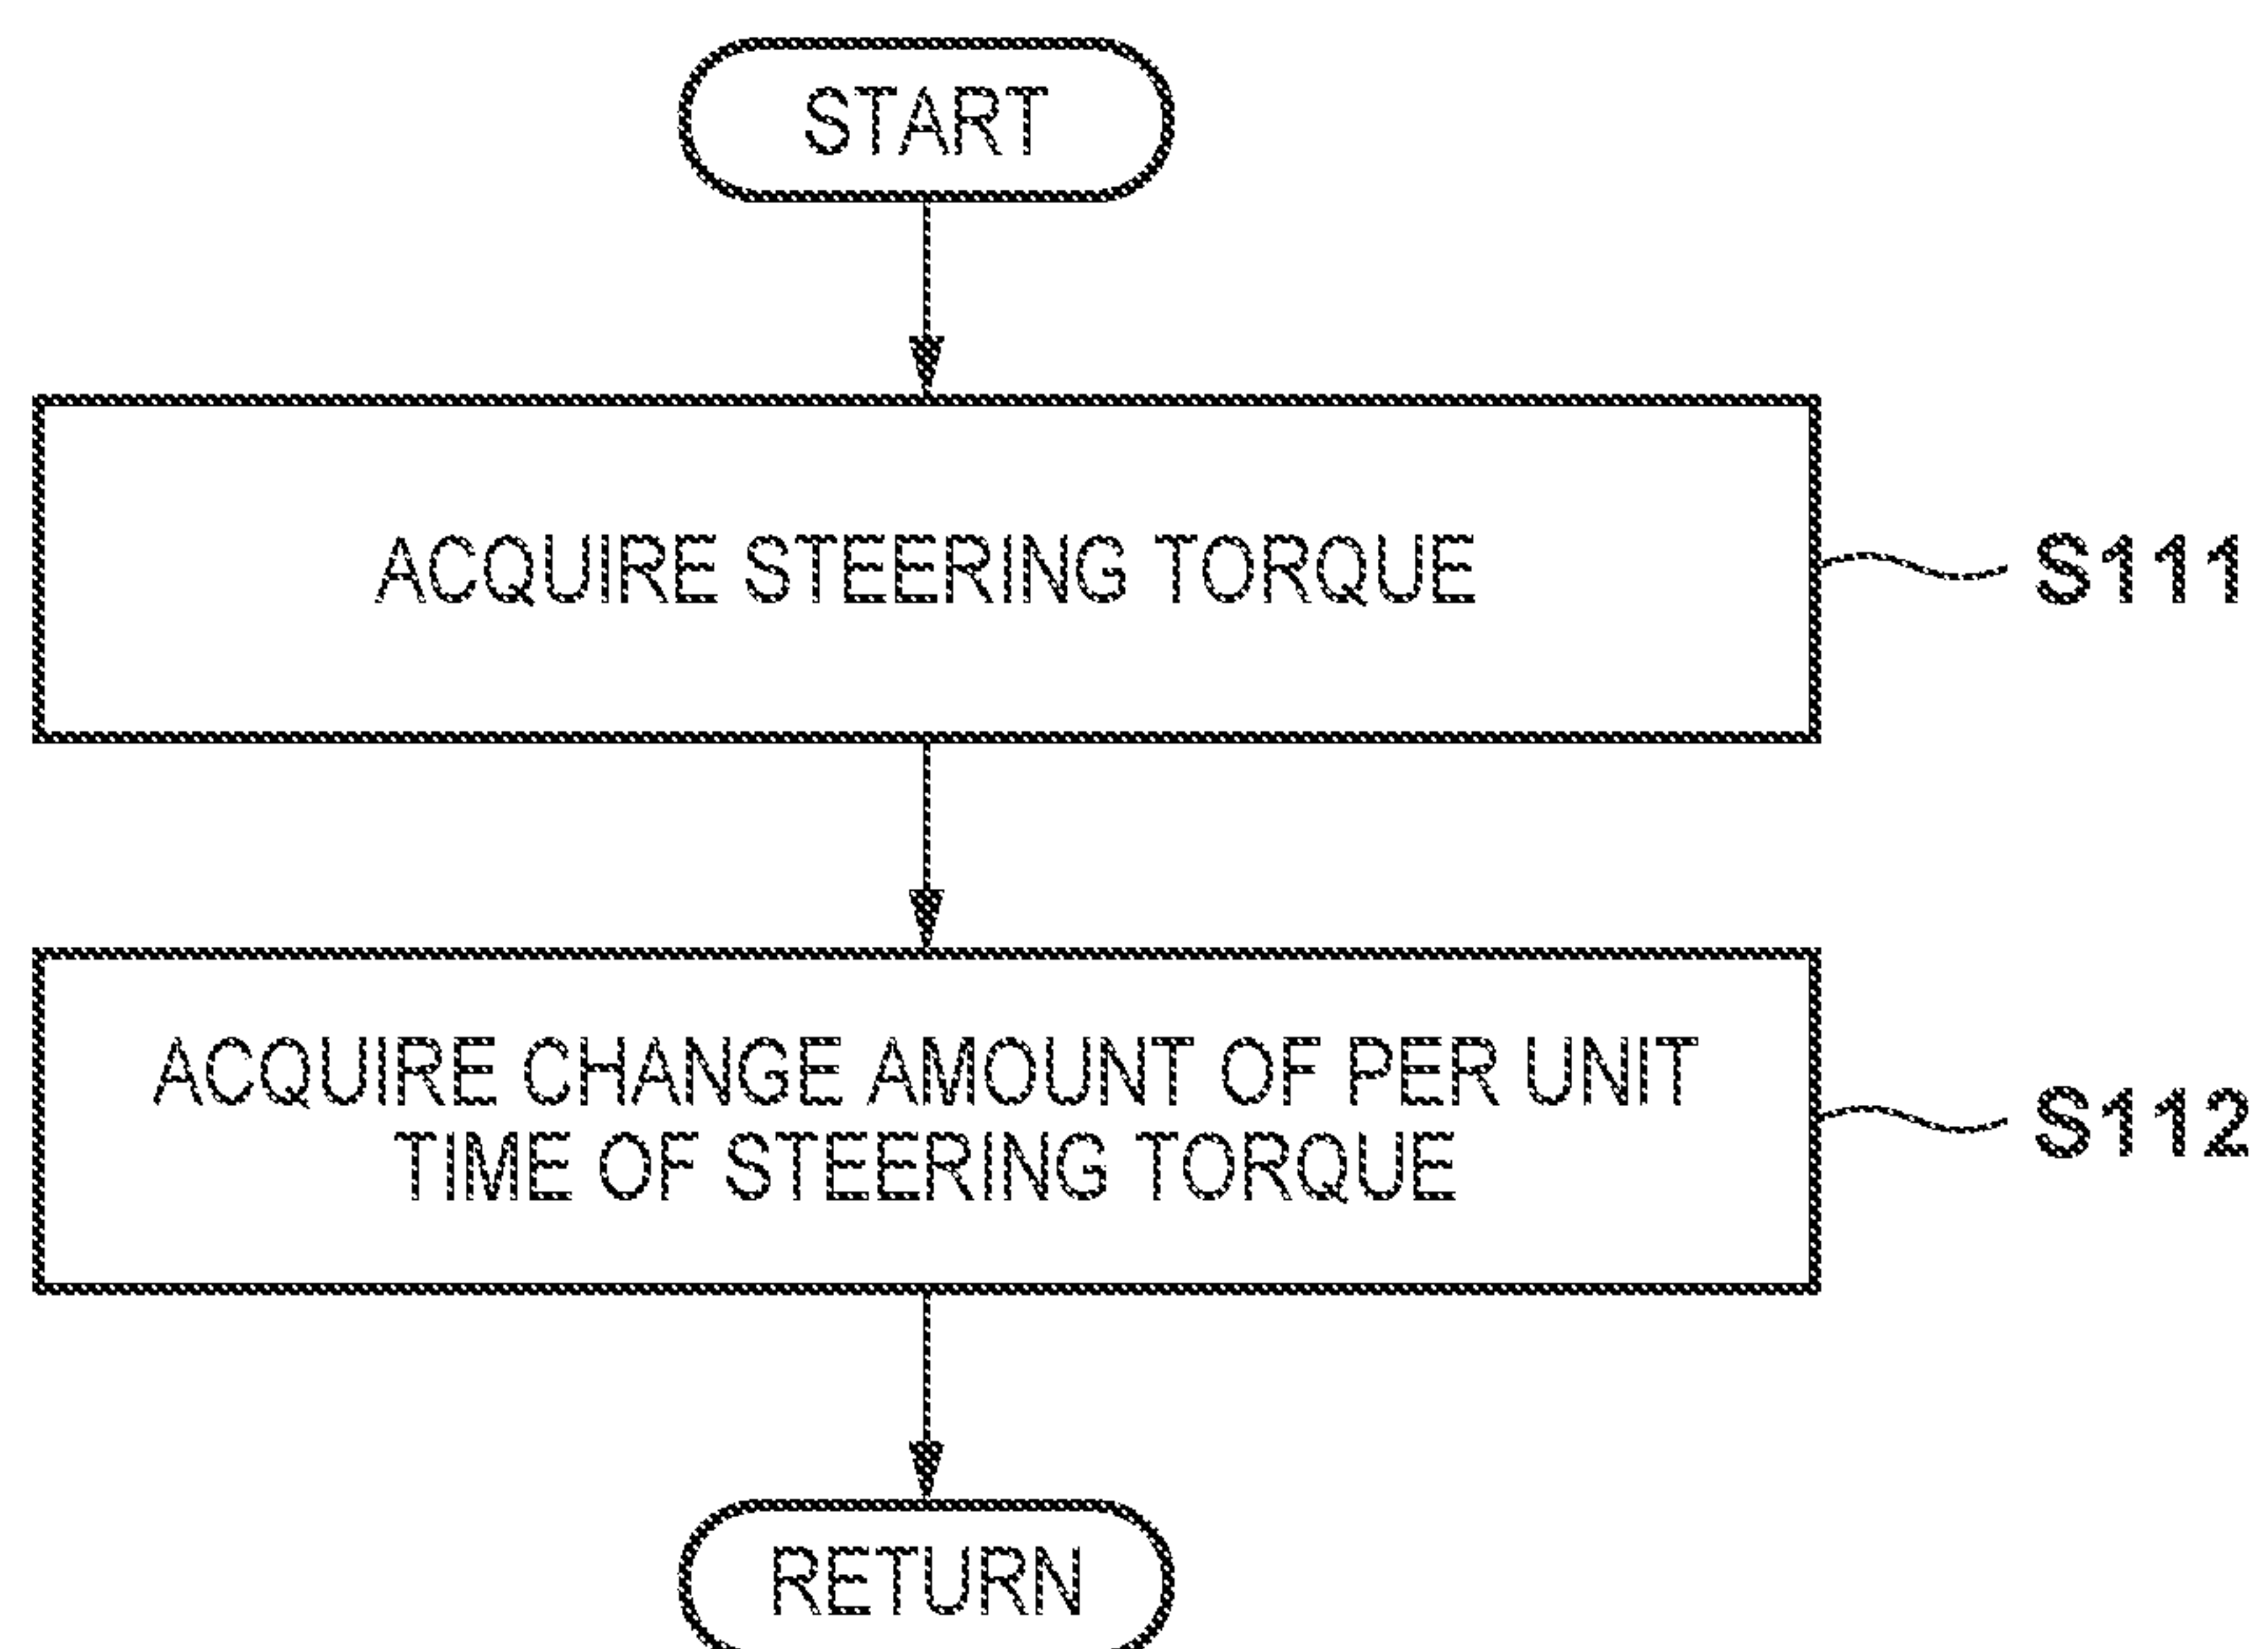 START
ACQUIRE STEERING TORQUE
S111
ACQUIRE CHANGE AMOUNT OF PER UNIT
TIME OF STEERING TORQUE
S112
RETURN